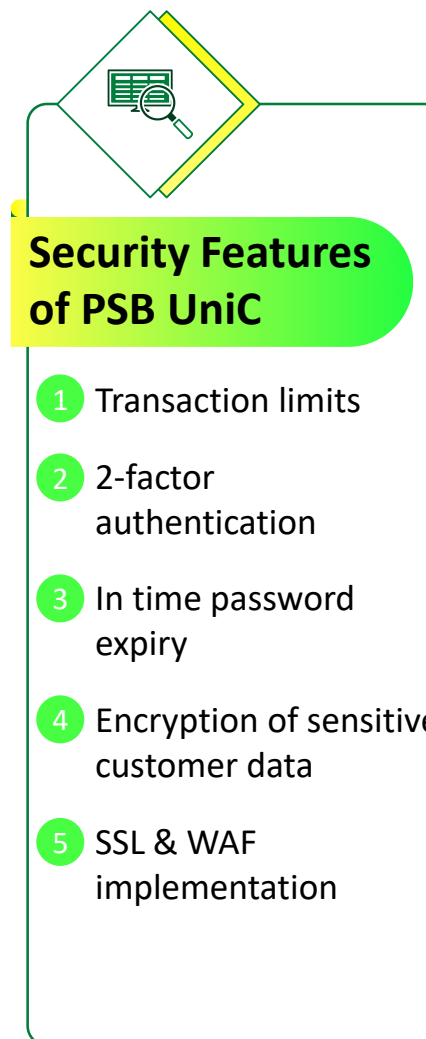 Security Features
of PSB UniC
1 Transaction limits
2 2-factor
authentication
3 In time password
expiry
4 Encryption of sensitive
customer data
5 SSL & WAF
implementation